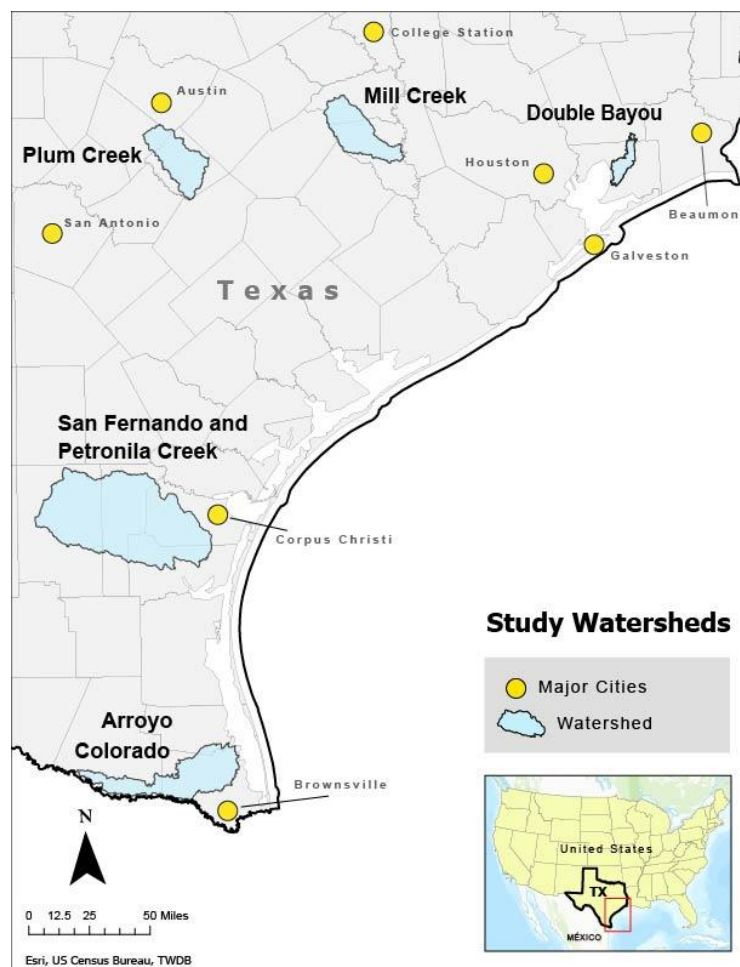 College Station
Austin
Mill Creek
Double Bayou
Plum Creek
Houston
San Antonio
Beaumon
Galveston
Texas
San Fernando and
Petronila Creek
Corpus Christi
Study Watersheds
Major Cities
Watershed
Arroyo
Colorado
Brownsville
N
United States
TX
MÉXICO
0 12.5 25 50 Miles
Esri, US Census Bureau, TWDB